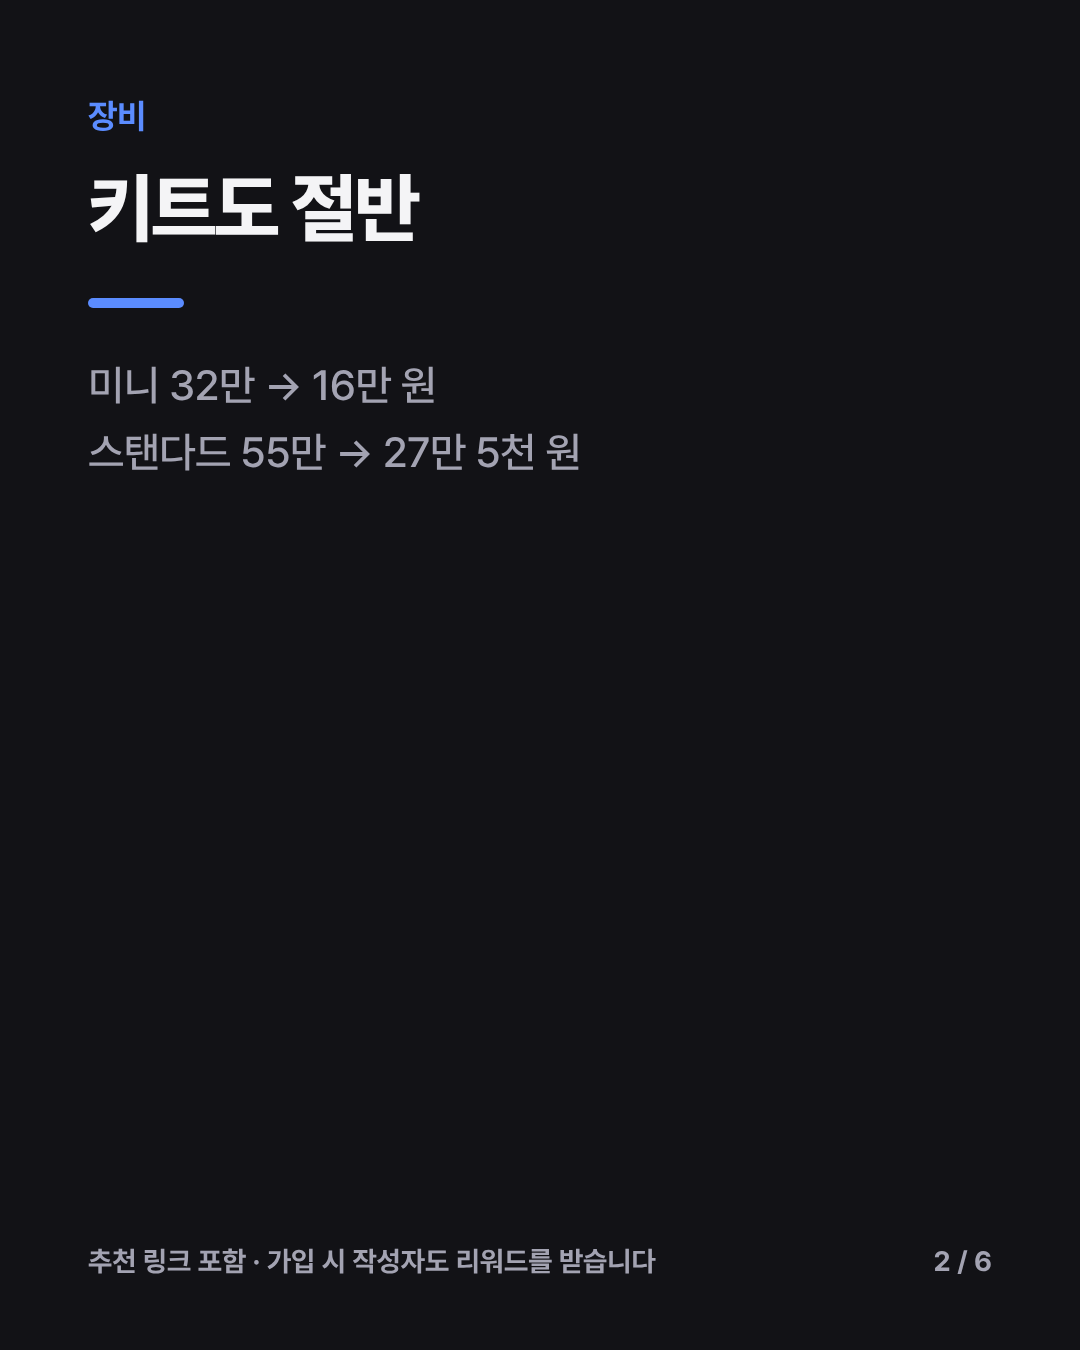 장비
키트도 절반
미니 32만 → 16만 원
스탠다드 55만 → 27만 5천 원
추천 링크 포함 · 가입 시 작성자도 리워드를 받습니다
2 / 6